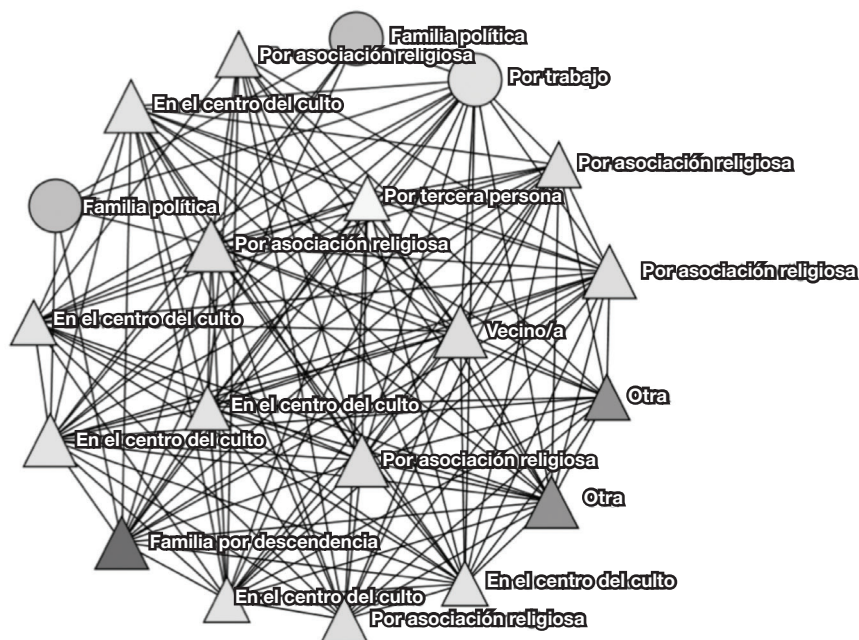 Familia política
Por asociación religiosa
Por trabajo
En el centro del culto
Por asociación religiosa
Por tercera persona
Familia política
Por asociación religiosa
Por asociación religiosa
En el centro del culto
Vecino/a
Otra
En el centro del culto
En el centro del culto
Por asociación religiosa
Otra
Familia por descendencia
En el centro del culto
En el centro del culto
Por asociación religiosa